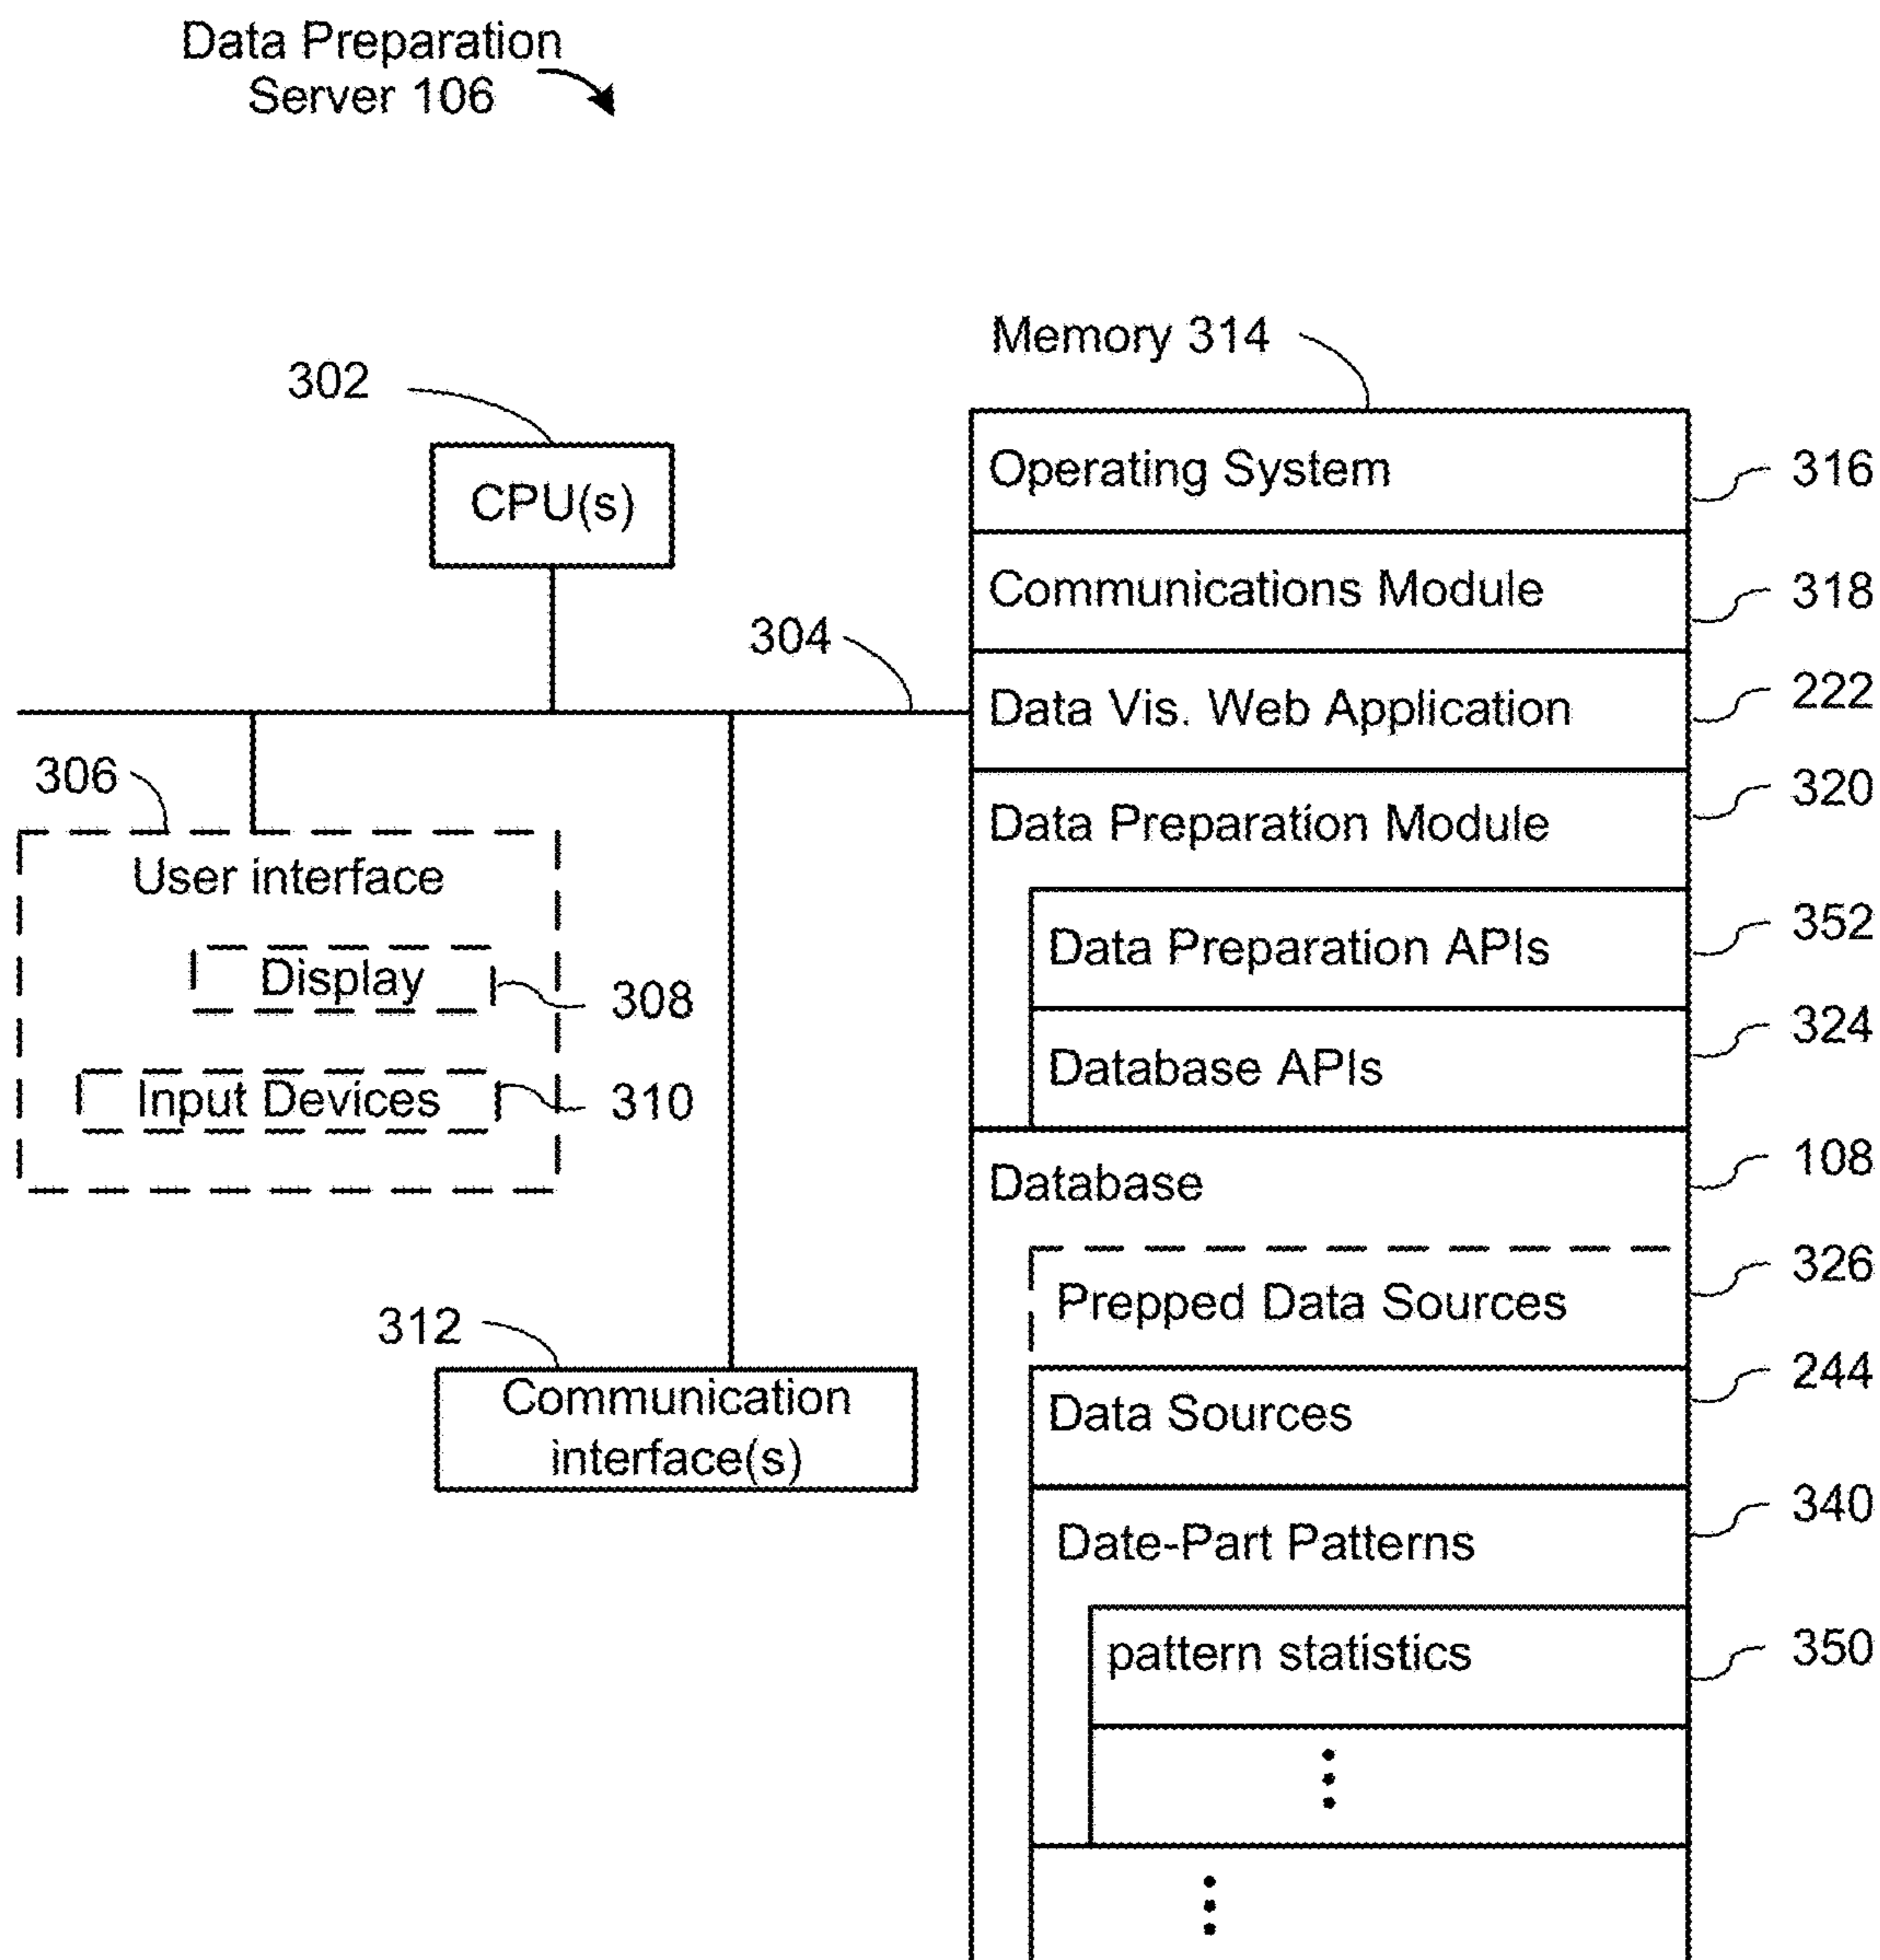 Data Preparation
Server 106
Memory 314
302
CPU(s)
304
Operating System 316
Communications Module 318
Data Vis. Web Application 222
Data Preparation Module 320
Data Preparation APIs 352
Database APIs 324
306
User interface
Display 308
Input Devices 310
312
Communication
interface(s)
Database 108
Prepped Data Sources 326
Data Sources 244
Date-Part Patterns 340
pattern statistics 350